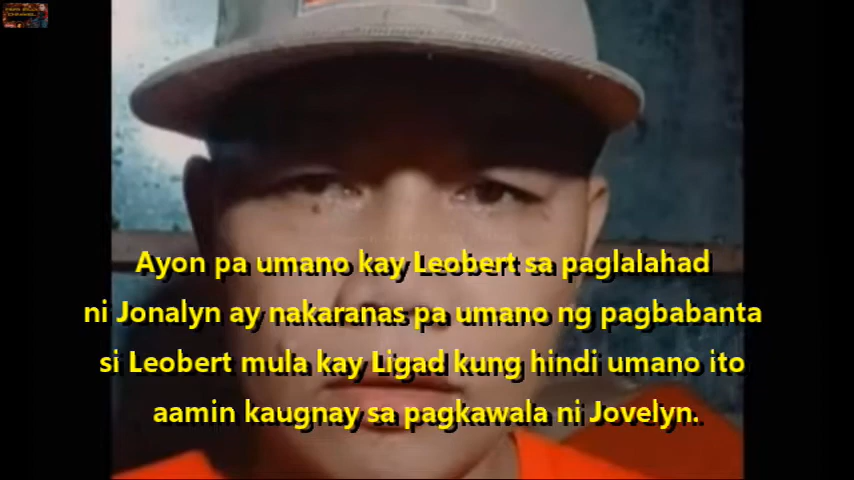 Ayon pa umano kay Leobert sa paglalahad
ni Jonalyn ay nakaranas pa umano ng pagbabanta
si Leobert mula kay Ligad kung hindi umano ito
aamin kaugnay sa pagkawala ni Jovelyn.